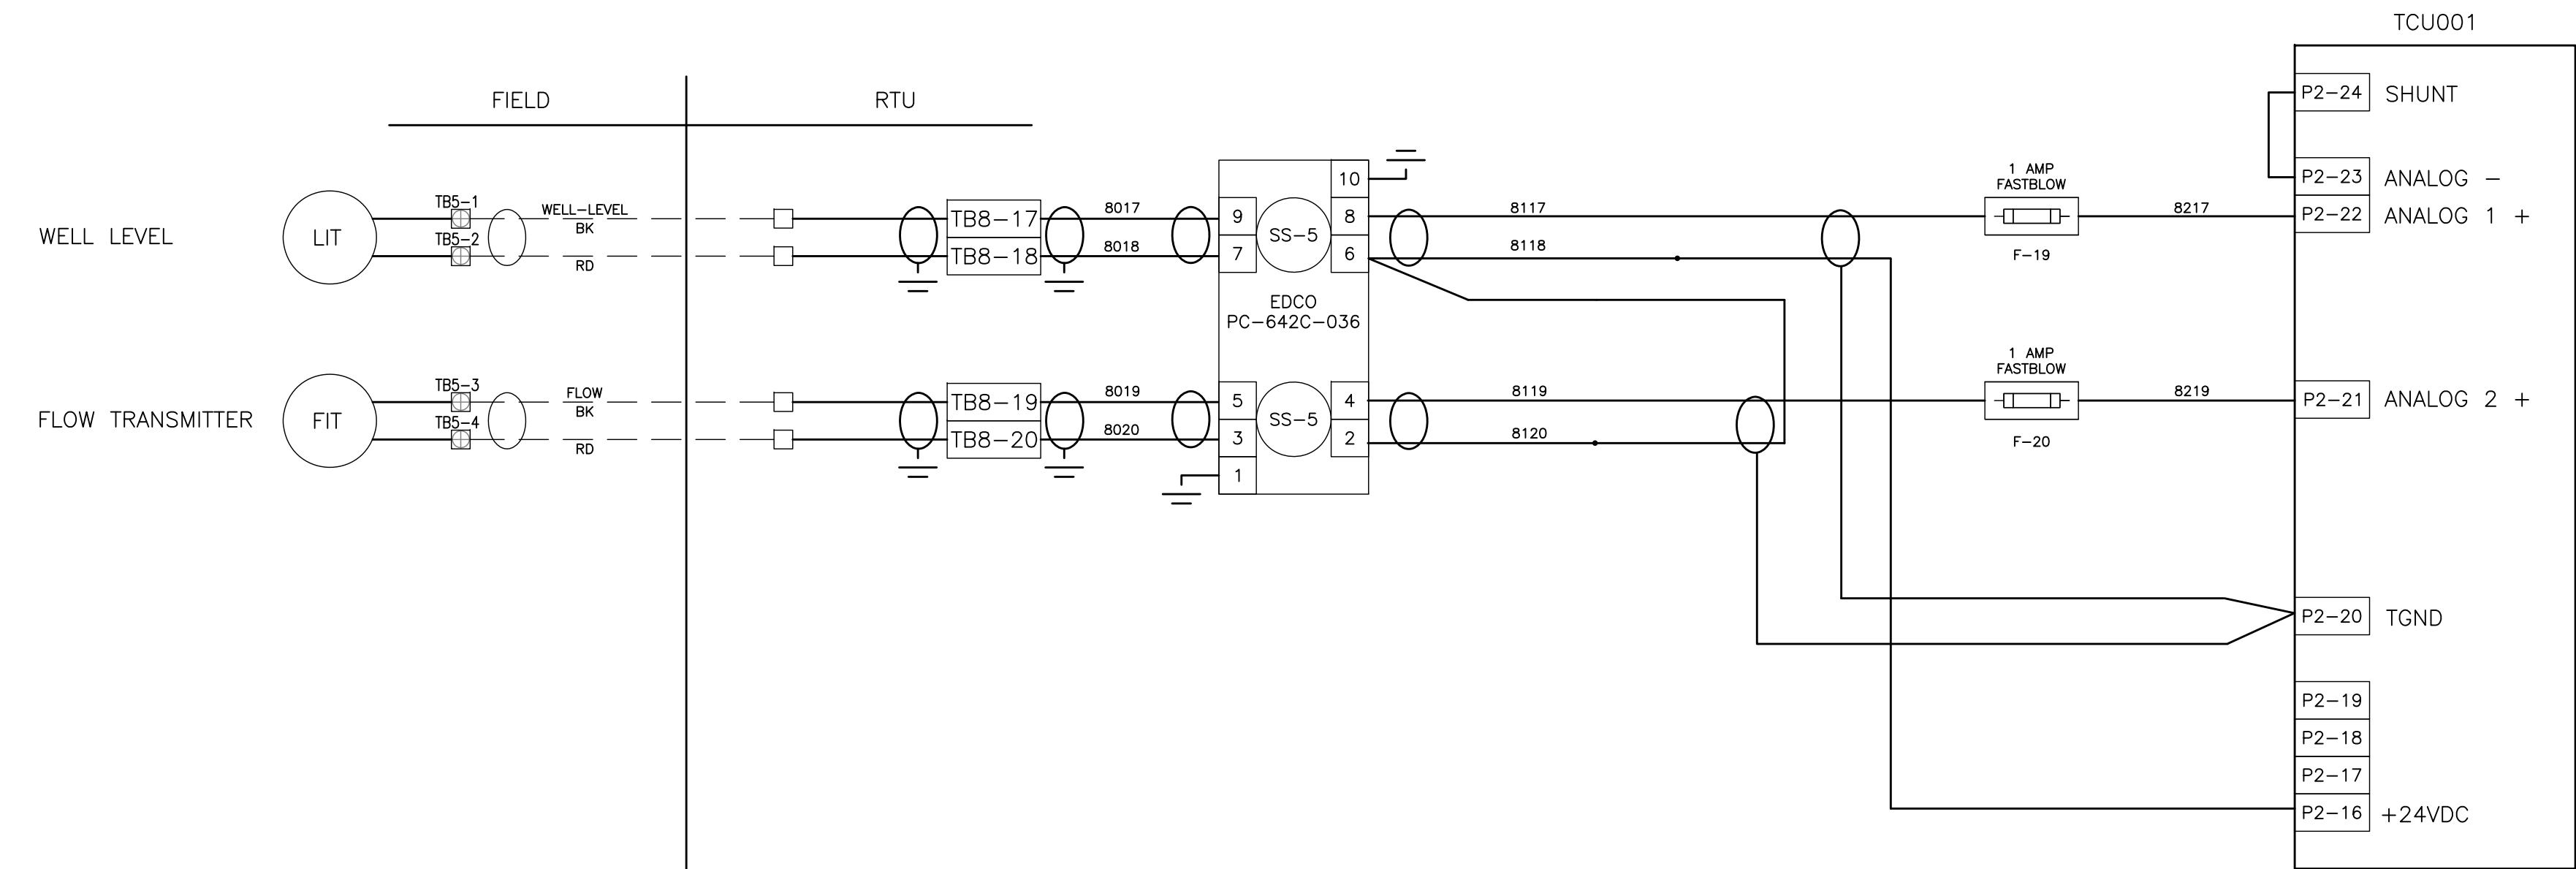 TCU001
FIELD
RTU
P2-24 SHUNT
P2-23 ANALOG -
P2-22 ANALOG 1 +
WELL LEVEL
LIT
TB5-1
TB5-2
WELL-LEVEL
BK
RD
TB8-17
TB8-18
8017
8018
10
9
8
7
6
SS-5
EDCO
PC-642C-036
8117
8118
1 AMP
FASTBLOW
F-19
8217
FLOW TRANSMITTER
FIT
TB5-3
TB5-4
FLOW
BK
RD
TB8-19
TB8-20
8019
8020
5
4
3
2
1
SS-5
8119
8120
1 AMP
FASTBLOW
F-20
8219
P2-21 ANALOG 2 +
P2-20 TGND
P2-19
P2-18
P2-17
P2-16 +24VDC